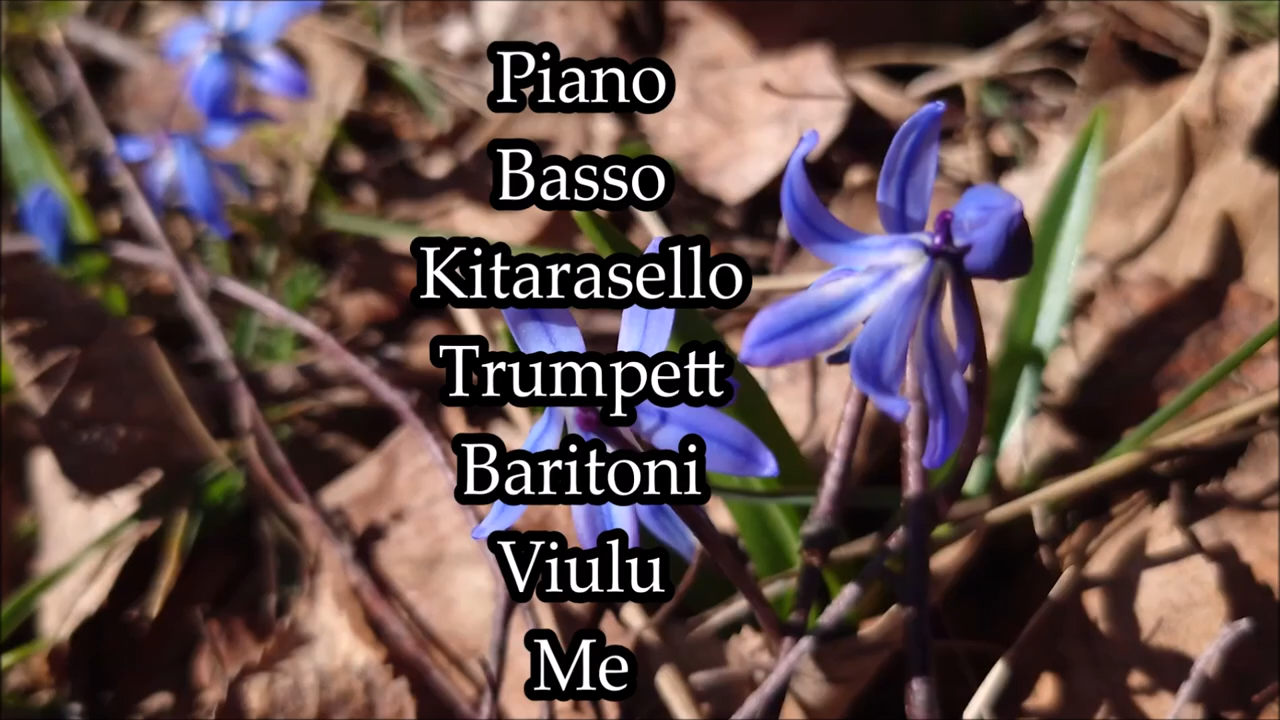 Piano
Basso
Kitarasello
Trumpett
Baritoni
Viulu
Me